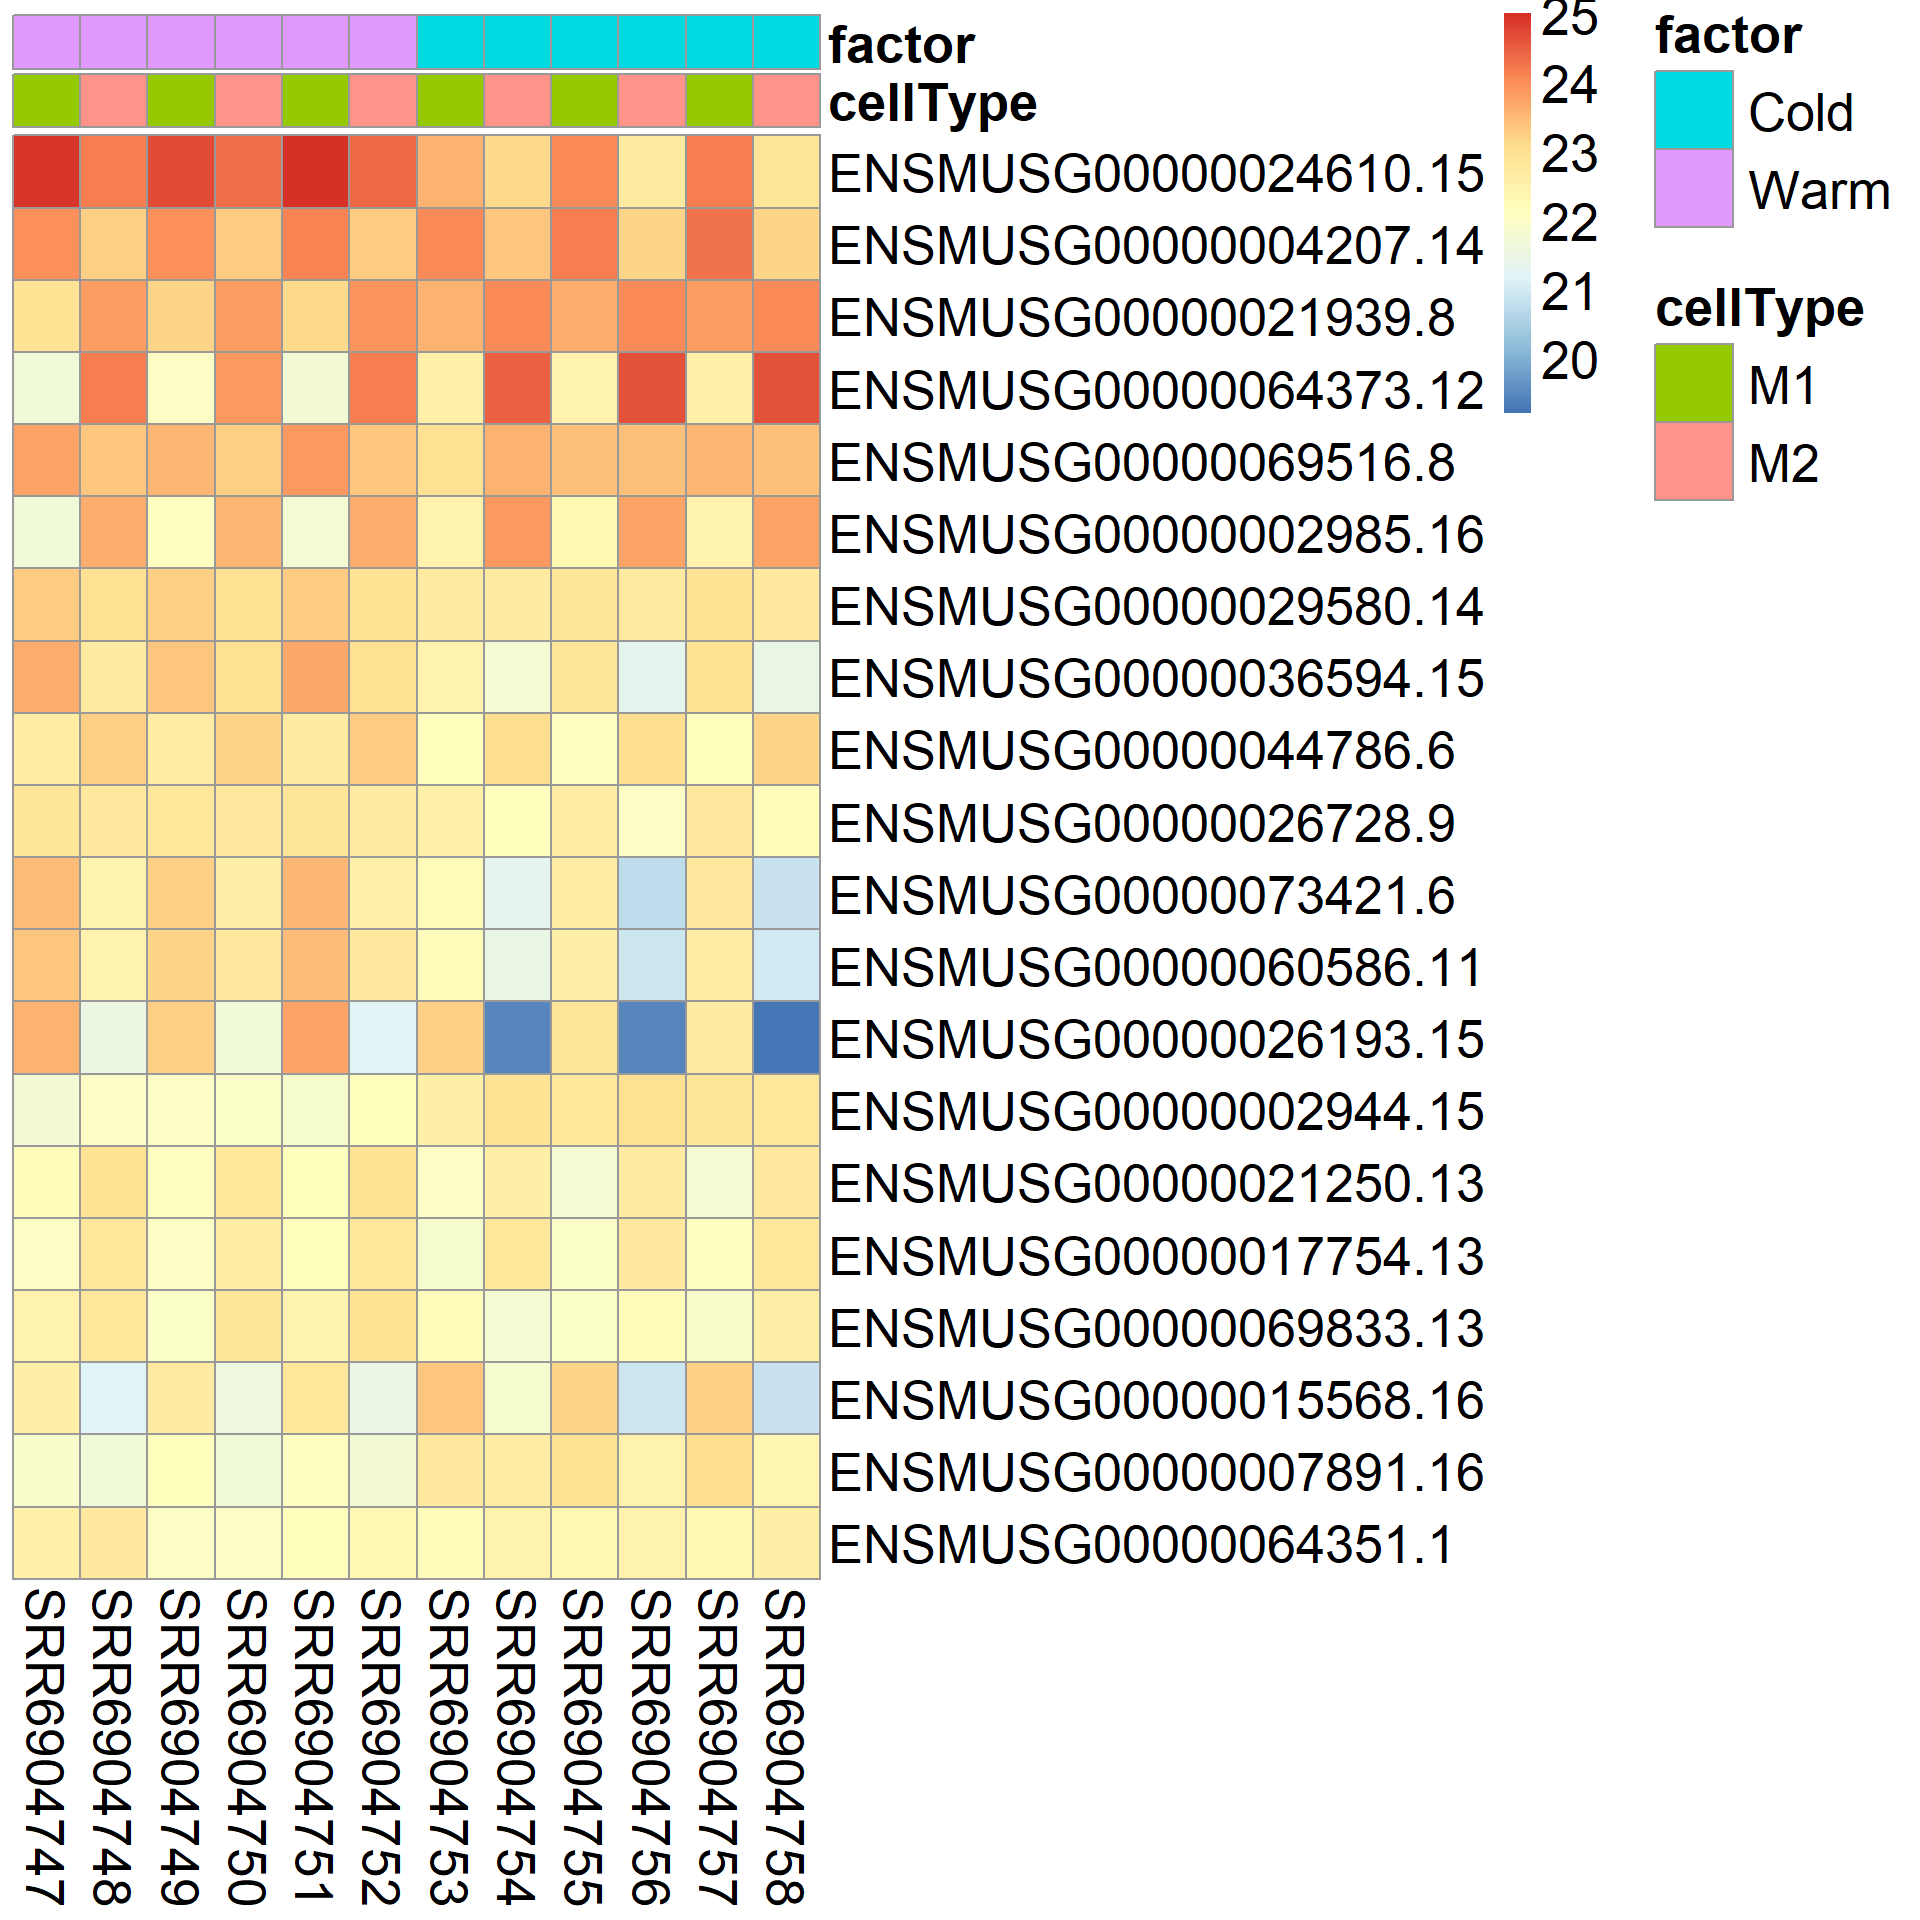 factor
cellType
ENSMUSG00000024610.15
ENSMUSG00000004207.14
ENSMUSG00000021939.8
ENSMUSG00000064373.12
ENSMUSG00000069516.8
ENSMUSG00000002985.16
ENSMUSG00000029580.14
ENSMUSG00000036594.15
ENSMUSG00000044786.6
ENSMUSG00000026728.9
ENSMUSG00000073421.6
ENSMUSG00000060586.11
ENSMUSG00000026193.15
ENSMUSG00000002944.15
ENSMUSG00000021250.13
ENSMUSG00000017754.13
ENSMUSG00000069833.13
ENSMUSG00000015568.16
ENSMUSG00000007891.16
ENSMUSG00000064351.1
SRR6904747
SRR6904748
SRR6904749
SRR6904750
SRR6904751
SRR6904752
SRR6904753
SRR6904754
SRR6904755
SRR6904756
SRR6904757
SRR6904758
25
24
23
22
21
20
factor
Cold
Warm
cellType
M1
M2